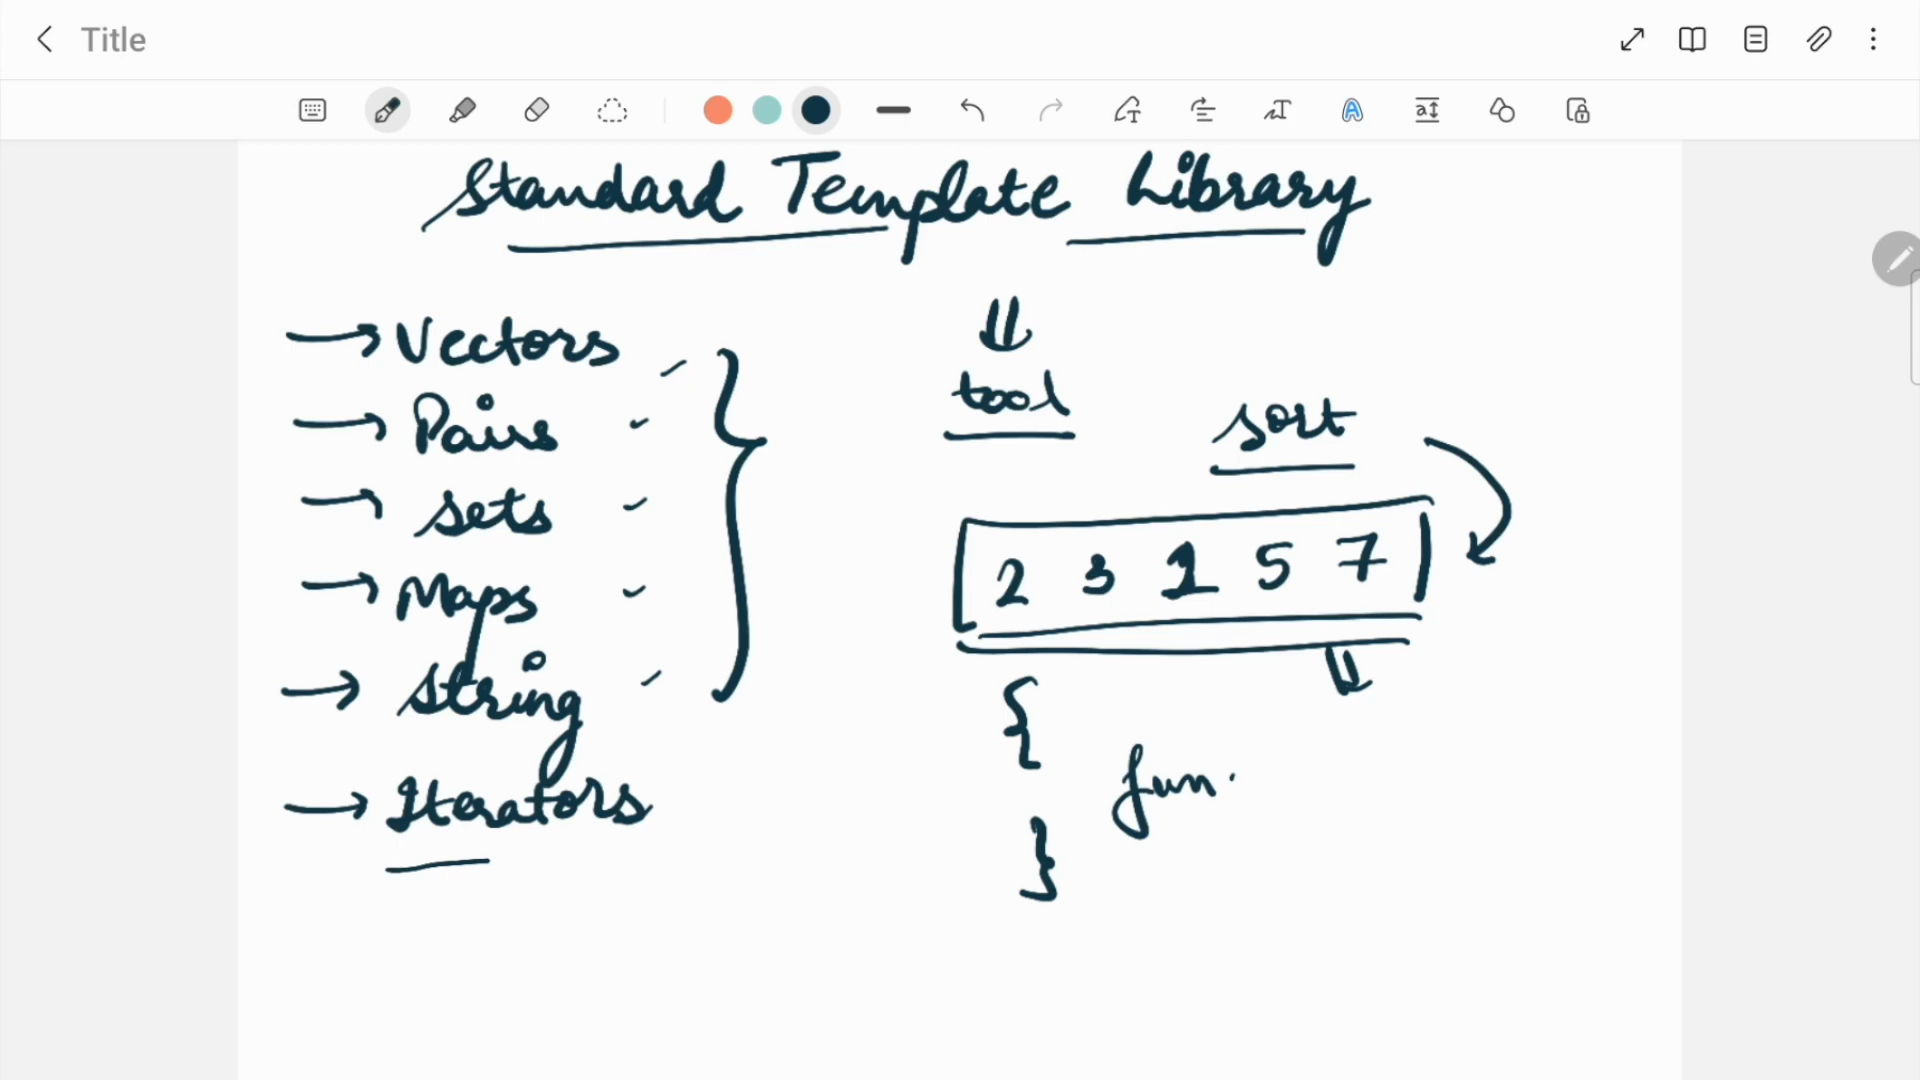 Title
Standard Template Library
→ Vectors
→ Pairs
→ Sets
→ Maps
→ String
→ Iterators
tool
sort
2 3 1 5 7
{
fun.
}